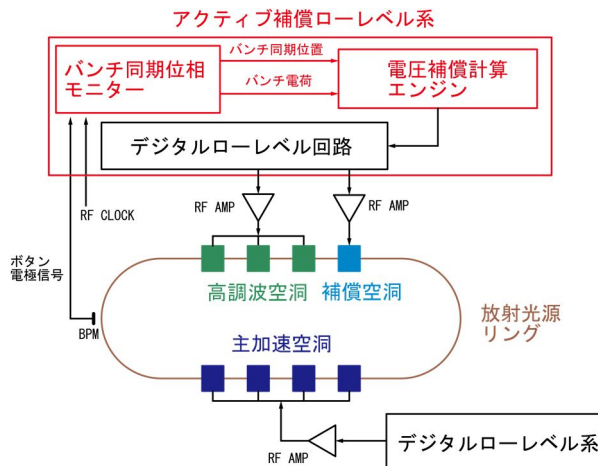 アクティブ補償ローレベル系
バンチ同期位相
モニター
バンチ同期位置
バンチ電荷
電圧補償計算
エンジン
デジタルローレベル回路
RF AMP
RF AMP
RF CLOCK
ボタン
電極信号
BPM
高調波空洞
補償空洞
放射光源
リング
主加速空洞
RF AMP
デジタルローレベル系